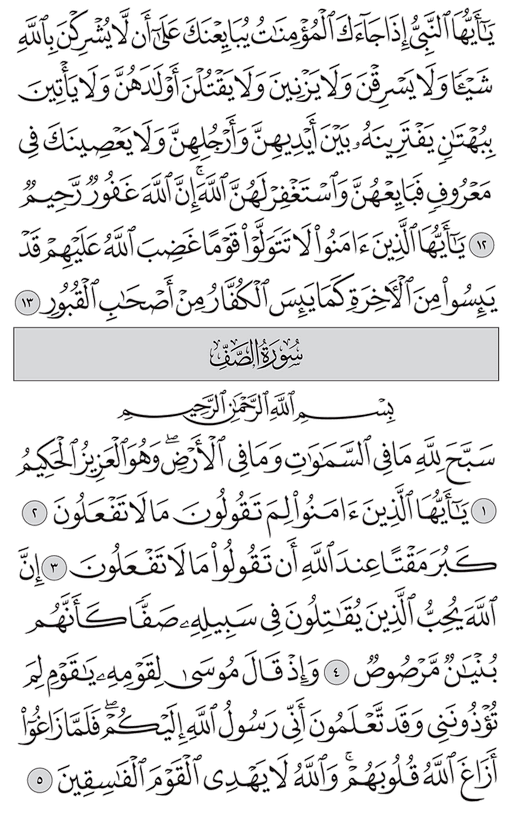 يَٰٓأَيُّهَا ٱلنَّبِيُّ إِذَا جَآءَكَ ٱلْمُؤْمِنَٰتُ يُبَايِعْنَكَ عَلَىٰٓ أَن لَّا يُشْرِكْنَ بِٱللَّهِ
شَيْـًٔا وَلَا يَسْرِقْنَ وَلَا يَزْنِينَ وَلَا يَقْتُلْنَ أَوْلَٰدَهُنَّ وَلَا يَأْتِينَ
بِبُهْتَٰنٍ يَفْتَرِينَهُۥ بَيْنَ أَيْدِيهِنَّ وَأَرْجُلِهِنَّ وَلَا يَعْصِينَكَ فِى
مَعْرُوفٍ فَبَايِعْهُنَّ وَٱسْتَغْفِرْ لَهُنَّ ٱللَّهَ ۚ إِنَّ ٱللَّهَ غَفُورٌ رَّحِيمٌ
١٢ يَٰٓأَيُّهَا ٱلَّذِينَ ءَامَنُوا۟ لَا تَتَوَلَّوْا۟ قَوْمًا غَضِبَ ٱللَّهُ عَلَيْهِمْ قَدْ
يَئِسُوا۟ مِنَ ٱلْءَاخِرَةِ كَمَا يَئِسَ ٱلْكُفَّارُ مِنْ أَصْحَٰبِ ٱلْقُبُورِ ١٣
سُورَةُ الصَّفِّ
بِسْمِ ٱللَّهِ ٱلرَّحْمَٰنِ ٱلرَّحِيمِ
سَبَّحَ لِلَّهِ مَا فِى ٱلسَّمَٰوَٰتِ وَمَا فِى ٱلْأَرْضِ ۖ وَهُوَ ٱلْعَزِيزُ ٱلْحَكِيمُ
١ يَٰٓأَيُّهَا ٱلَّذِينَ ءَامَنُوا۟ لِمَ تَقُولُونَ مَا لَا تَفْعَلُونَ ٢
كَبُرَ مَقْتًا عِندَ ٱللَّهِ أَن تَقُولُوا۟ مَا لَا تَفْعَلُونَ ٣ إِنَّ
ٱللَّهَ يُحِبُّ ٱلَّذِينَ يُقَٰتِلُونَ فِى سَبِيلِهِۦ صَفًّا كَأَنَّهُم
بُنْيَٰنٌ مَّرْصُوصٌ ٤ وَإِذْ قَالَ مُوسَىٰ لِقَوْمِهِۦ يَٰقَوْمِ لِمَ
تُؤْذُونَنِى وَقَد تَّعْلَمُونَ أَنِّى رَسُولُ ٱللَّهِ إِلَيْكُمْ ۖ فَلَمَّا زَاغُوٓا۟
أَزَاغَ ٱللَّهُ قُلُوبَهُمْ ۚ وَٱللَّهُ لَا يَهْدِى ٱلْقَوْمَ ٱلْفَٰسِقِينَ ٥